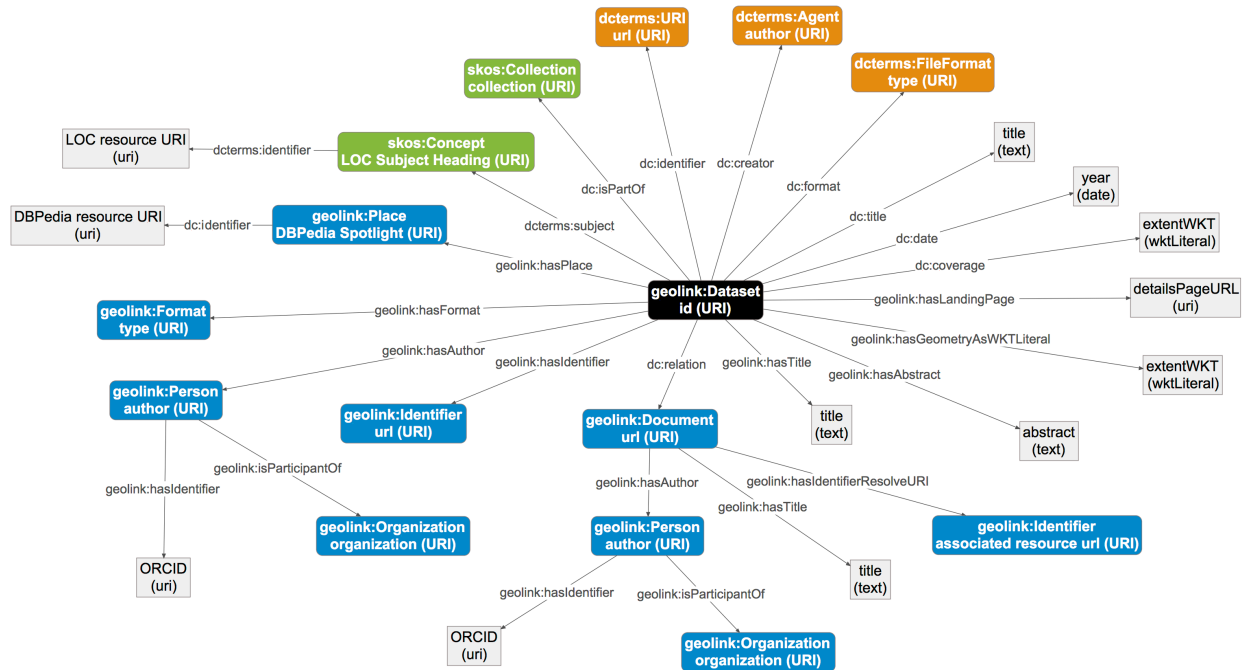 dcterms:URI
url (URI)
dcterms:Agent
author (URI)
skos:Collection
collection (URI)
dcterms:FileFormat
type (URI)
LOC resource URI
(uri)
dcterms:identifier
skos:Concept
LOC Subject Heading (URI)
title
(text)
dc:identifier
dc:creator
dc:isPartOf
dc:format
year
(date)
DBPedia resource URI
(uri)
dc:identifier
geolink:Place
DBPedia Spotlight (URI)
dcterms:subject
dc:title
dc:date
extentWKT
(wktLiteral)
geolink:hasPlace
dc:coverage
geolink:Dataset
id (URI)
geolink:hasLandingPage
detailsPageURL
(uri)
geolink:Format
type (URI)
geolink:hasFormat
geolink:hasGeometryAsWKTLiteral
geolink:hasAuthor
geolink:hasIdentifier
dc:relation
geolink:hasTitle
geolink:hasAbstract
extentWKT
(wktLiteral)
geolink:Person
author (URI)
geolink:Identifier
url (URI)
geolink:Document
url (URI)
title
(text)
abstract
(text)
geolink:isParticipantOf
geolink:hasIdentifier
geolink:hasAuthor
geolink:hasIdentifierResolveURI
geolink:hasTitle
geolink:Organization
organization (URI)
geolink:Person
author (URI)
geolink:Identifier
associated resource url (URI)
ORCID
(uri)
title
(text)
geolink:hasIdentifier
geolink:isParticipantOf
ORCID
(uri)
geolink:Organization
organization (URI)